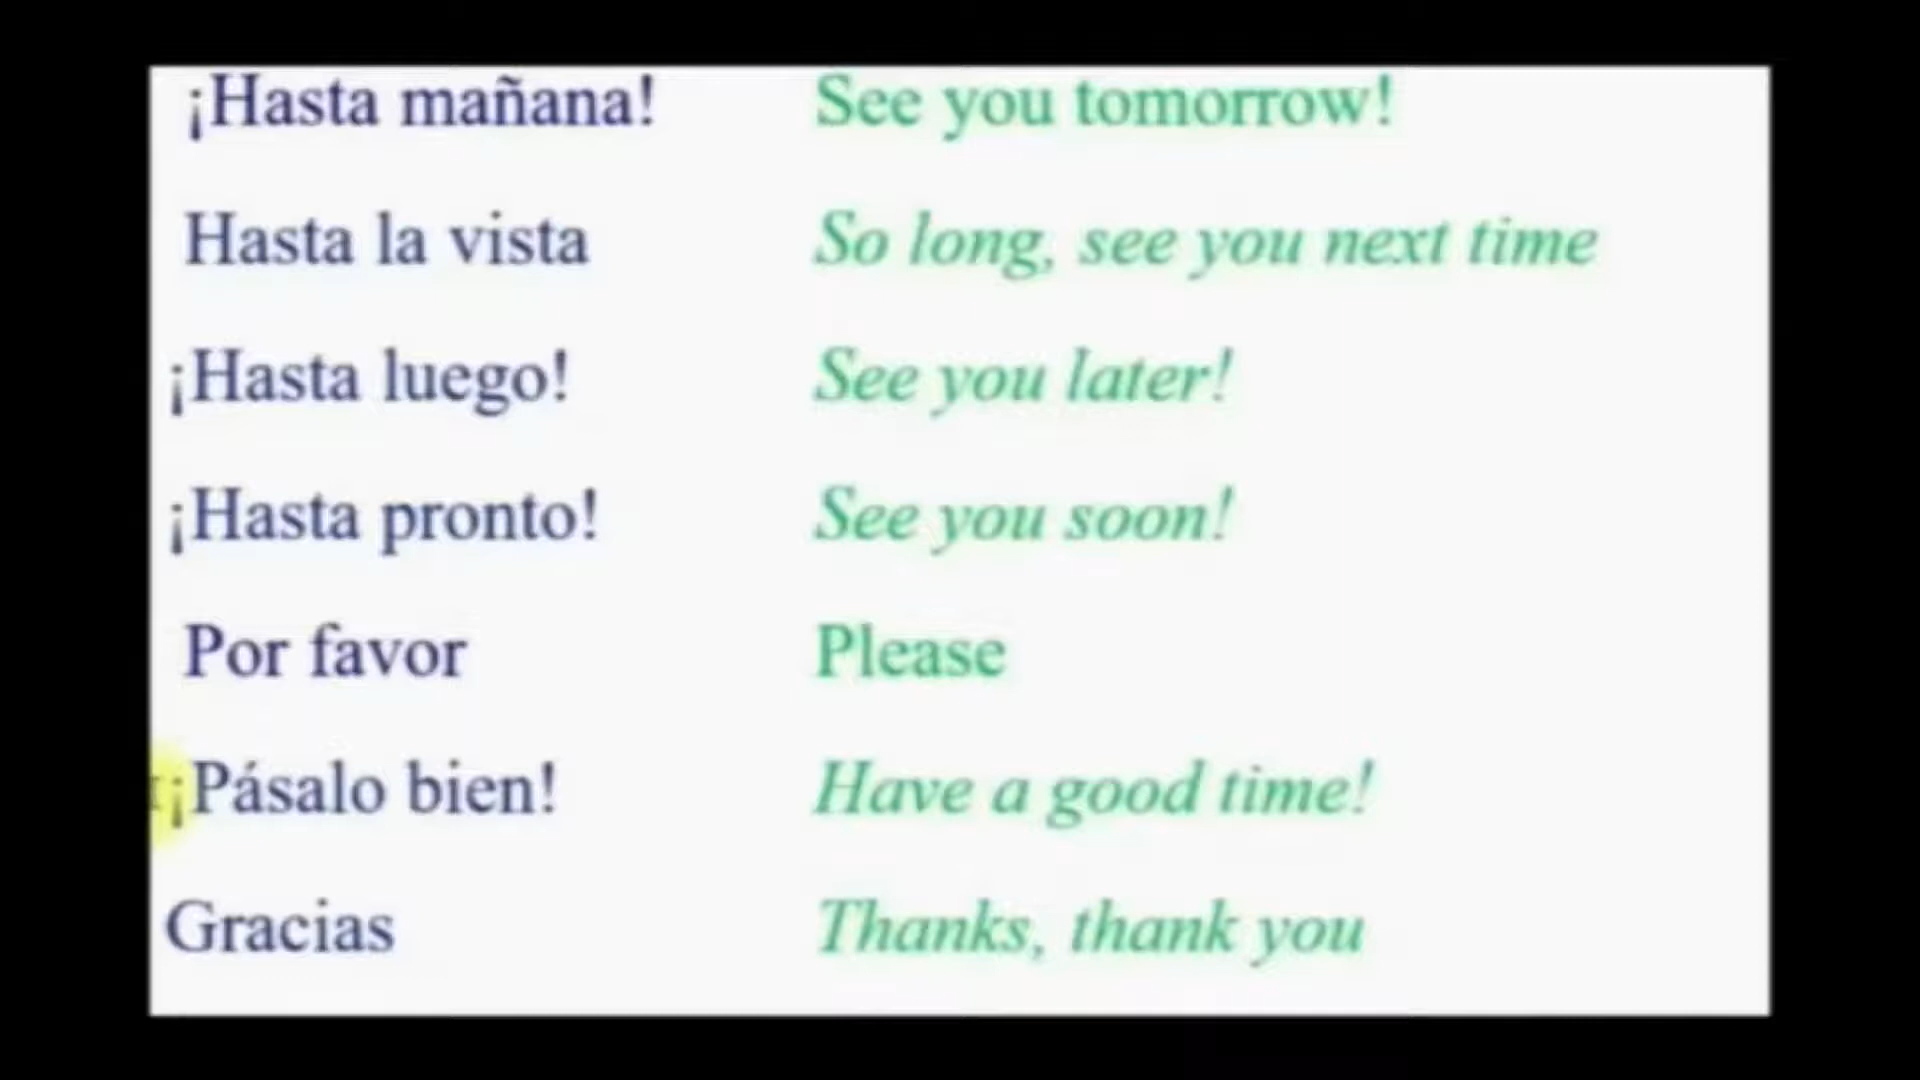 ¡Hasta mañana! See you tomorrow!
Hasta la vista So long, see you next time
¡Hasta luego! See you later!
¡Hasta pronto! See you soon!
Por favor Please
¡Pásalo bien! Have a good time!
Gracias Thanks, thank you